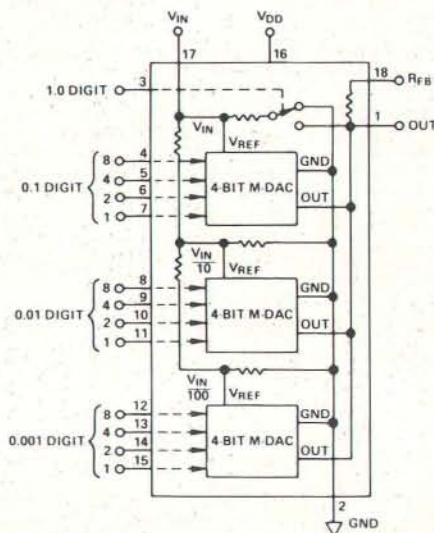 VIN VDD
17 16
1.0 DIGIT 3
18 RFB
1 OUT
VIN
VREF
0.1 DIGIT
8 4
4 5
2 6
1 7
4-BIT M-DAC
GND
OUT
VIN
10
VREF
0.01 DIGIT
8 8
4 9
2 10
1 11
4-BIT M-DAC
GND
OUT
VIN
100
VREF
0.001 DIGIT
8 12
4 13
2 14
1 15
4-BIT M-DAC
GND
OUT
2
GND